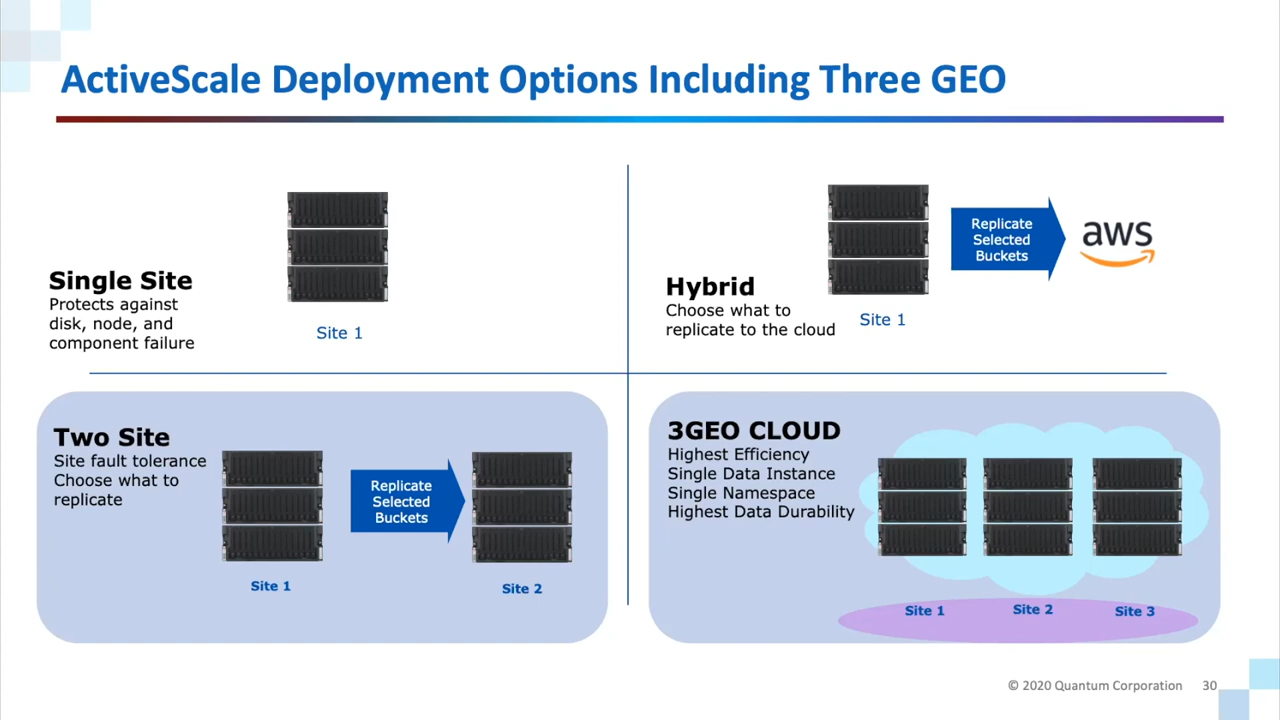 ActiveScale Deployment Options Including Three GEO
Single Site
Protects against
disk, node, and
component failure
Site 1
Hybrid
Choose what to
replicate to the cloud
Site 1
Replicate
Selected
Buckets
aws
Two Site
Site fault tolerance
Choose what to
replicate
Site 1
Replicate
Selected
Buckets
Site 2
3GEO CLOUD
Highest Efficiency
Single Data Instance
Single Namespace
Highest Data Durability
Site 1
Site 2
Site 3
© 2020 Quantum Corporation
30